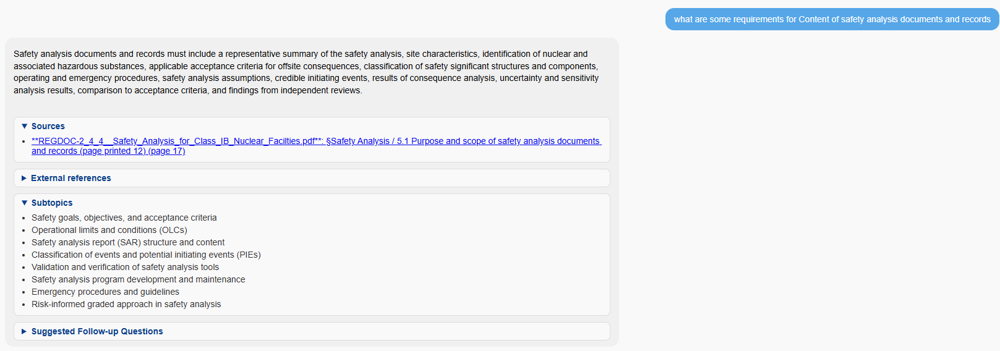 what are some requirements for Content of safety analysis documents and records
Safety analysis documents and records must include a representative summary of the safety analysis, site characteristics, identification of nuclear and
associated hazardous substances, applicable acceptance criteria for offsite consequences, classification of safety significant structures and components,
operating and emergency procedures, safety analysis assumptions, credible initiating events, results of consequence analysis, uncertainty and sensitivity
analysis results, comparison to acceptance criteria, and findings from independent reviews.
▼ Sources
• **REGDOC-2_4_4__Safety_Analysis_for_Class_IB_Nuclear_Facilties.pdf**: §Safety Analysis / 5.1 Purpose and scope of safety analysis documents
and records (page printed 12) (page 17)
▶ External references
▼ Subtopics
• Safety goals, objectives, and acceptance criteria
• Operational limits and conditions (OLCs)
• Safety analysis report (SAR) structure and content
• Classification of events and potential initiating events (PIEs)
• Validation and verification of safety analysis tools
• Safety analysis program development and maintenance
• Emergency procedures and guidelines
• Risk-informed graded approach in safety analysis
▶ Suggested Follow-up Questions